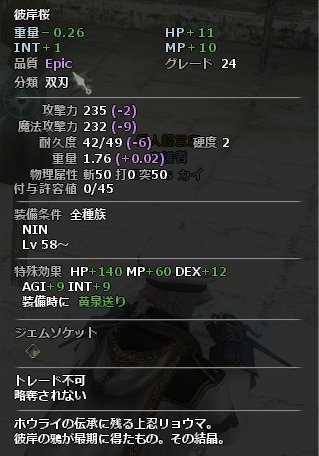 彼岸桜
重量－0.26 HP+11
INT+1 MP+10
品質 Epic グレード 24
分類 双刃
攻撃力 235 (-2)
魔法攻撃力 232 (-9)
耐久度 42/49 (-6) 硬度 2
重量 1.76 (+0.02)
物理属性 斬50 打0 突50
付与許容値 0/45
装備条件 全種族
NIN
Lv 58～
特殊効果 HP+140 MP+60 DEX+12
AGI+9 INT+9
装備時に 黄泉送り
ジェムソケット
トレード不可
略奪されない
ホウライの伝承に残る上忍リョウマ。
彼岸の鴉が最期に得たもの。その結晶。